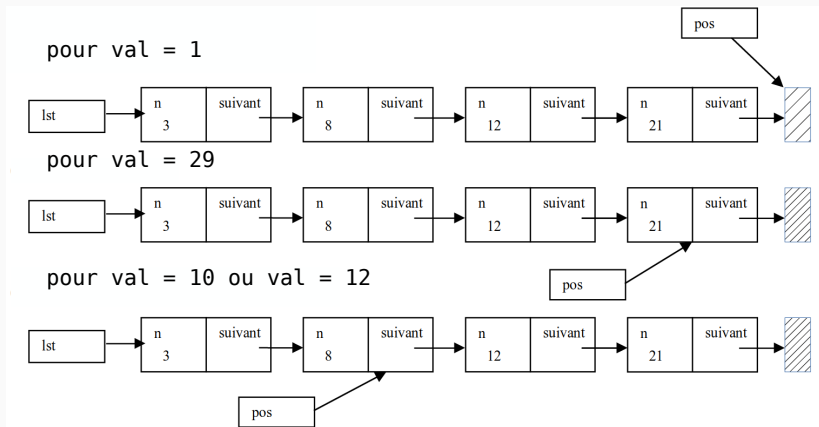 pos
pour val = 1
lst
n suivant n suivant n suivant n suivant
3 8 12 21
pour val = 29
lst
n suivant n suivant n suivant n suivant
3 8 12 21
pour val = 10 ou val = 12
pos
lst
n suivant n suivant n suivant n suivant
3 8 12 21
pos